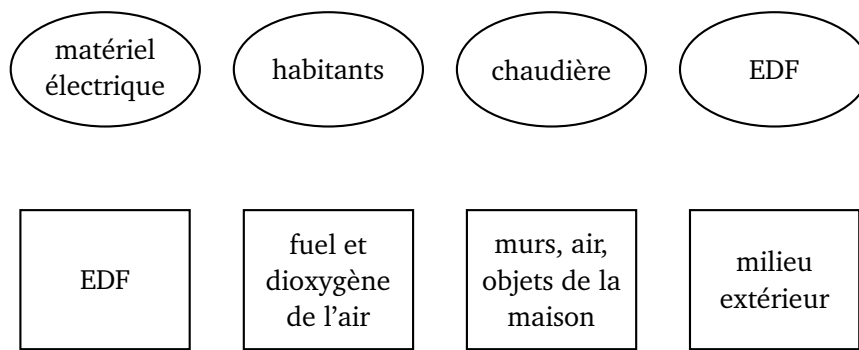 matériel
électrique
habitants
chaudière
EDF
EDF
fuel et
dioxygène
de l’air
murs, air,
objets de la
maison
milieu
extérieur